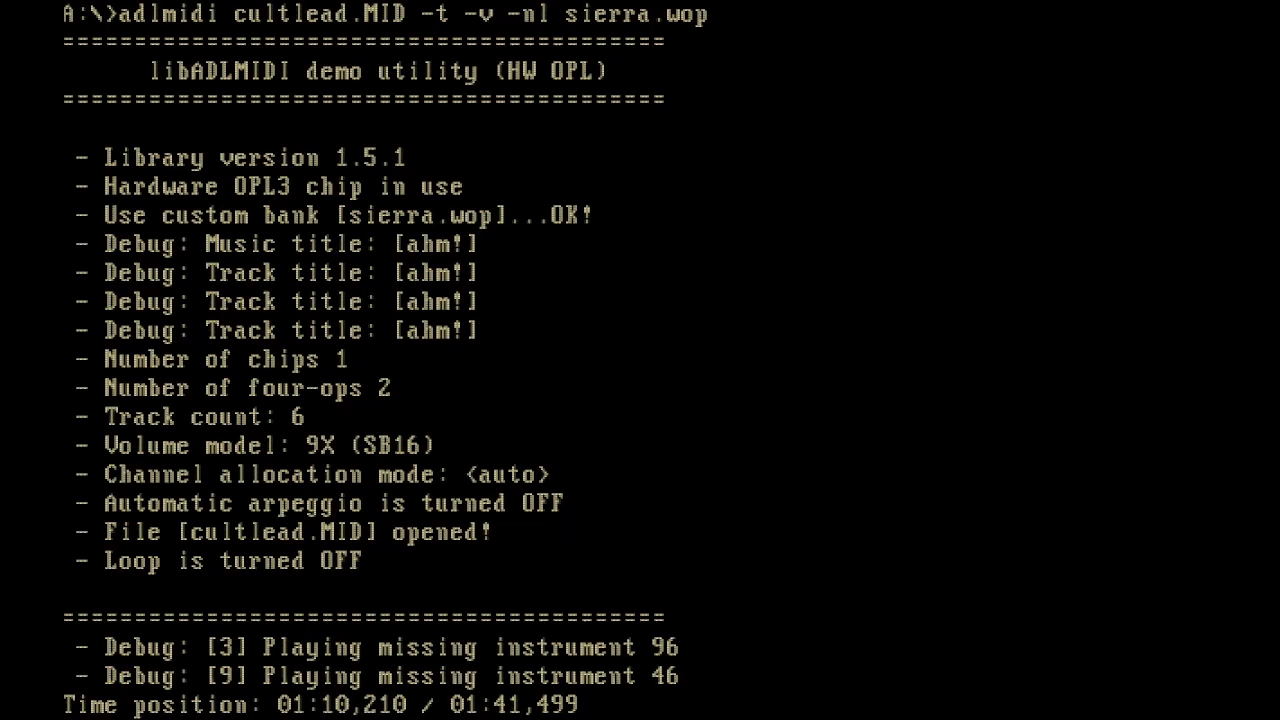 A:\>adlmidi cultlead.MID -t -v -nl sierra.wop
==========================================
libADLMIDI demo utility (HW OPL)
==========================================
- Library version 1.5.1
- Hardware OPL3 chip in use
- Use custom bank [sierra.wop]...OK!
- Debug: Music title: [ahm!]
- Debug: Track title: [ahm!]
- Debug: Track title: [ahm!]
- Debug: Track title: [ahm!]
- Number of chips 1
- Number of four-ops 2
- Track count: 6
- Volume model: 9X (SB16)
- Channel allocation mode: <auto>
- Automatic arpeggio is turned OFF
- File [cultlead.MID] opened!
- Loop is turned OFF
==========================================
- Debug: [3] Playing missing instrument 96
- Debug: [9] Playing missing instrument 46
Time position: 01:10,210 / 01:41,499